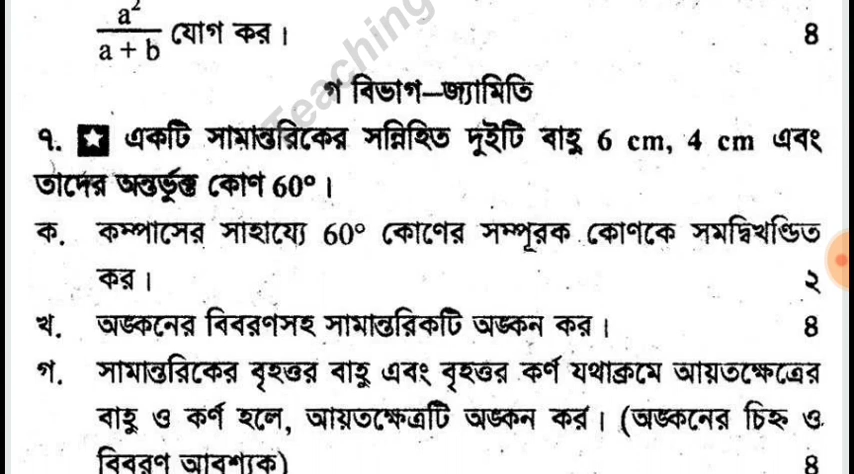 a²
a + b যোগ কর। ৪
Teaching
গ বিভাগ—জ্যামিতি
৭. ★ একটি সামান্তরিকের সন্নিহিত দুইটি বাহু 6 cm, 4 cm এবং
তাদের অন্তর্ভুক্ত কোণ 60°।
ক. কম্পাসের সাহায্যে 60° কোণের সম্পূরক কোণকে সমদ্বিখণ্ডিত
কর। ২
খ. অঙ্কনের বিবরণসহ সামান্তরিকটি অঙ্কন কর। ৪
গ. সামান্তরিকের বৃহত্তর বাহু এবং বৃহত্তর কর্ণ যথাক্রমে আয়তক্ষেত্রের
বাহু ও কর্ণ হলে, আয়তক্ষেত্রটি অঙ্কন কর। (অঙ্কনের চিহ্ন ও
বিবরণ আবশ্যক) ৪